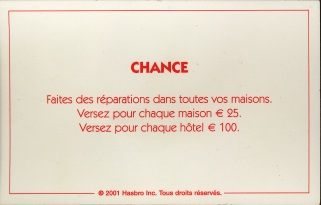 CHANCE
Faites des réparations dans toutes vos maisons.
Versez pour chaque maison € 25.
Versez pour chaque hôtel € 100.
© 2001 Hasbro Inc. Tous droits réservés.